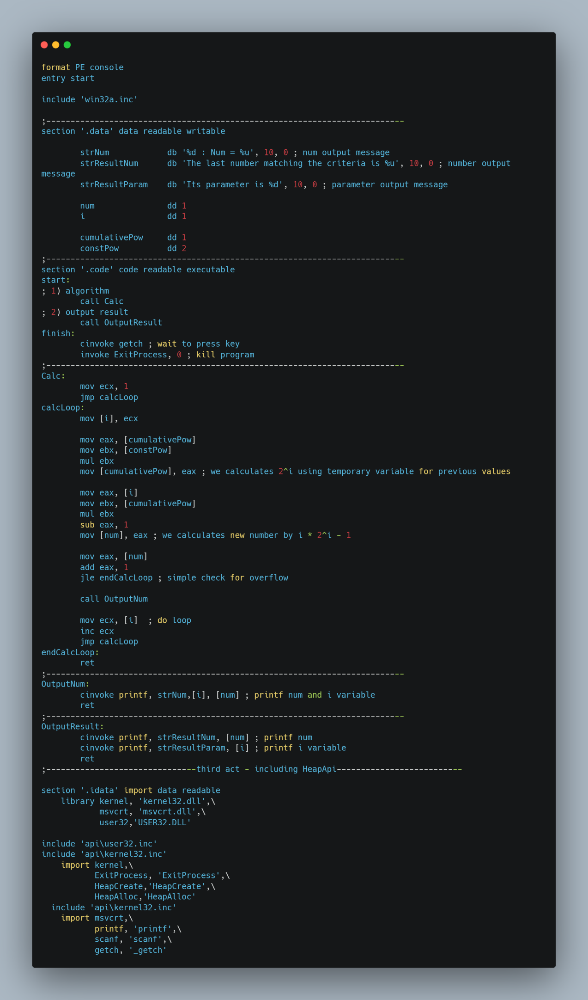 format PE console
entry start

include 'win32a.inc'

;--------------------------------------------------------------------------
section '.data' data readable writable

        strNum            db '%d : Num = %u', 10, 0 ; num output message
        strResultNum      db 'The last number matching the criteria is %u', 10, 0 ; number output
message
        strResultParam    db 'Its parameter is %d', 10, 0 ; parameter output message

        num               dd 1
        i                 dd 1

        cumulativePow     dd 1
        constPow          dd 2
;--------------------------------------------------------------------------
section '.code' code readable executable
start:
; 1) algorithm
        call Calc
; 2) output result
        call OutputResult
finish:
        cinvoke getch ; wait to press key
        invoke ExitProcess, 0 ; kill program
;--------------------------------------------------------------------------
Calc:
        mov ecx, 1
        jmp calcLoop
calcLoop:
        mov [i], ecx

        mov eax, [cumulativePow]
        mov ebx, [constPow]
        mul ebx
        mov [cumulativePow], eax ; we calculates 2^i using temporary variable for previous values

        mov eax, [i]
        mov ebx, [cumulativePow]
        mul ebx
        sub eax, 1
        mov [num], eax ; we calculates new number by i * 2^i - 1

        mov eax, [num]
        add eax, 1
        jle endCalcLoop ; simple check for overflow

        call OutputNum

        mov ecx, [i]  ; do loop
        inc ecx
        jmp calcLoop
endCalcLoop:
        ret
;--------------------------------------------------------------------------
OutputNum:
        cinvoke printf, strNum,[i], [num] ; printf num and i variable
        ret
;--------------------------------------------------------------------------
OutputResult:
        cinvoke printf, strResultNum, [num] ; printf num
        cinvoke printf, strResultParam, [i] ; printf i variable
        ret
;-------------------------------third act - including HeapApi--------------------------

section '.idata' import data readable
    library kernel, 'kernel32.dll',\
            msvcrt, 'msvcrt.dll',\
            user32,'USER32.DLL'

include 'api\user32.inc'
include 'api\kernel32.inc'
    import kernel,\
           ExitProcess, 'ExitProcess',\
           HeapCreate,'HeapCreate',\
           HeapAlloc,'HeapAlloc'
  include 'api\kernel32.inc'
    import msvcrt,\
           printf, 'printf',\
           scanf, 'scanf',\
           getch, '_getch'